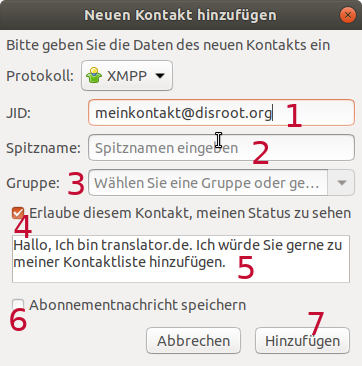 Neuen Kontakt hinzufügen
Bitte geben Sie die Daten des neuen Kontakts ein
Protokoll: XMPP
JID: meinkontakt@disroot.org 1
Spitzname: Spitznamen eingeben 2
Gruppe: 3 Wählen Sie eine Gruppe oder ge...
4 Erlaube diesem Kontakt, meinen Status zu sehen
Hallo, Ich bin translator.de. Ich würde Sie gerne zu
meiner Kontaktliste hinzufügen. 5
6 Abonnementnachricht speichern
7
Abbrechen Hinzufügen